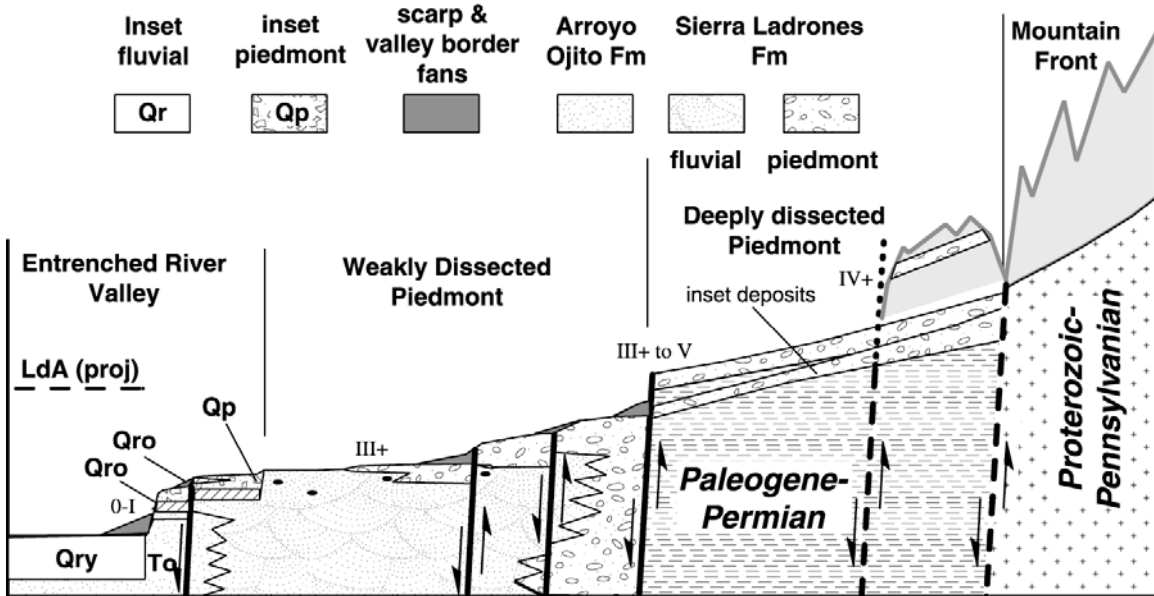 Inset
fluvial
inset
piedmont
scarp &
valley border
fans
Arroyo
Ojito Fm
Sierra Ladrones
Fm
Mountain
Front
Qr
Qp
fluvial
piedmont
Entrenched River
Valley
Weakly Dissected
Piedmont
Deeply dissected
Piedmont
IV+
inset deposits
III+ to V
LdA (proj)
Qp
Qro
Qro
III+
0-I
Qry
To
Paleogene-
Permian
Proterozoic-
Pennsylvanian